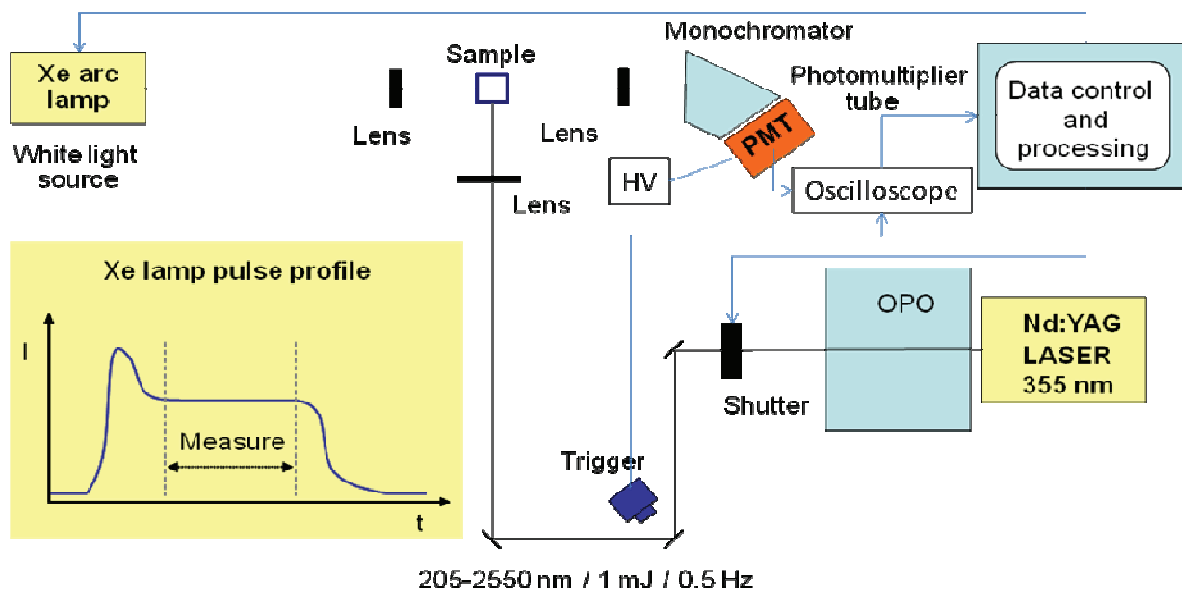 Xe arc
lamp
White light
source
Lens
Sample
Lens
Lens
Monochromator
Photomultiplier
tube
PMT
HV
Oscilloscope
Data control
and
processing
Xe lamp pulse profile
I
Measure
t
Trigger
Shutter
OPO
Nd:YAG
LASER
355 nm
205–2550 nm / 1 mJ / 0.5 Hz